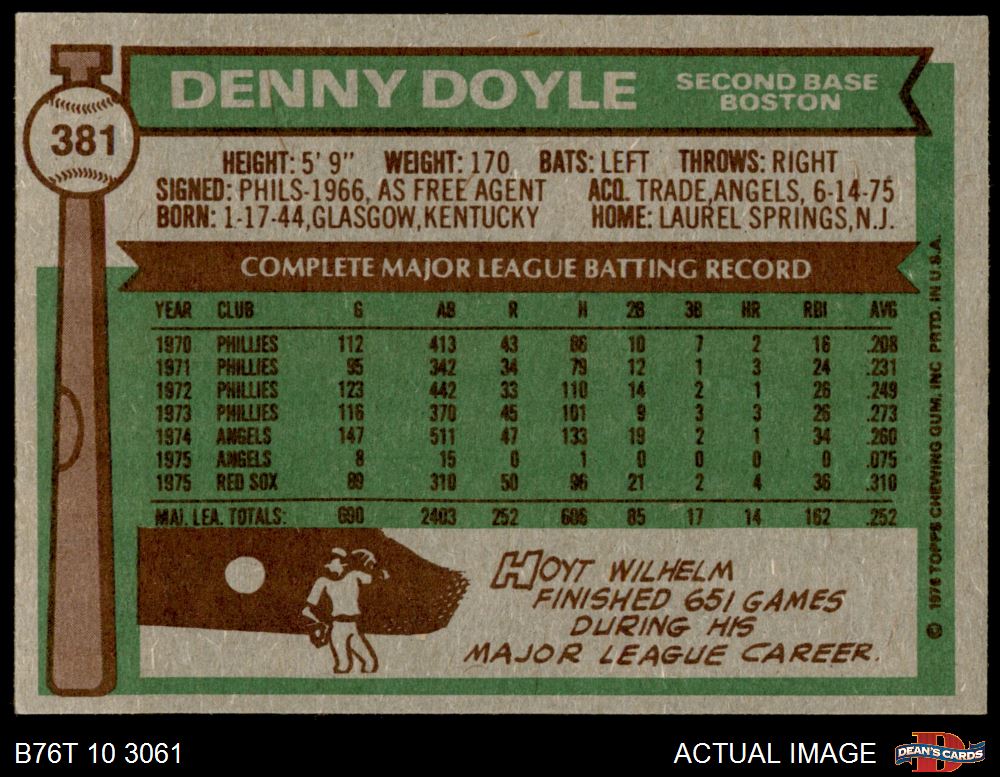 381
DENNY DOYLE
SECOND BASE
BOSTON
HEIGHT: 5' 9" WEIGHT: 170 BATS: LEFT THROWS: RIGHT
SIGNED: PHILS-1966, AS FREE AGENT ACQ. TRADE, ANGELS, 6-14-75
BORN: 1-17-44, GLASGOW, KENTUCKY HOME: LAUREL SPRINGS, N.J.
COMPLETE MAJOR LEAGUE BATTING RECORD
YEAR CLUB G AB R H 2B 3B HR RBI AVG
1970 PHILLIES 112 413 43 86 10 7 2 16 .208
1971 PHILLIES 95 342 34 79 12 1 3 24 .231
1972 PHILLIES 123 442 33 110 14 2 1 26 .249
1973 PHILLIES 116 370 45 101 9 3 3 26 .273
1974 ANGELS 147 511 47 133 19 2 1 34 .260
1975 ANGELS 8 15 0 1 0 0 0 0 .075
1975 RED SOX 89 310 50 96 21 2 4 36 .310
MAJ. LEA. TOTALS: 690 2403 252 606 85 17 14 162 .252
HOYT WILHELM
FINISHED 651 GAMES
DURING HIS
MAJOR LEAGUE CAREER.
© 1976 TOPPS CHEWING GUM, INC. PRTD. IN U.S.A.
B76T 10 3061
ACTUAL IMAGE
DEAN'S CARDS